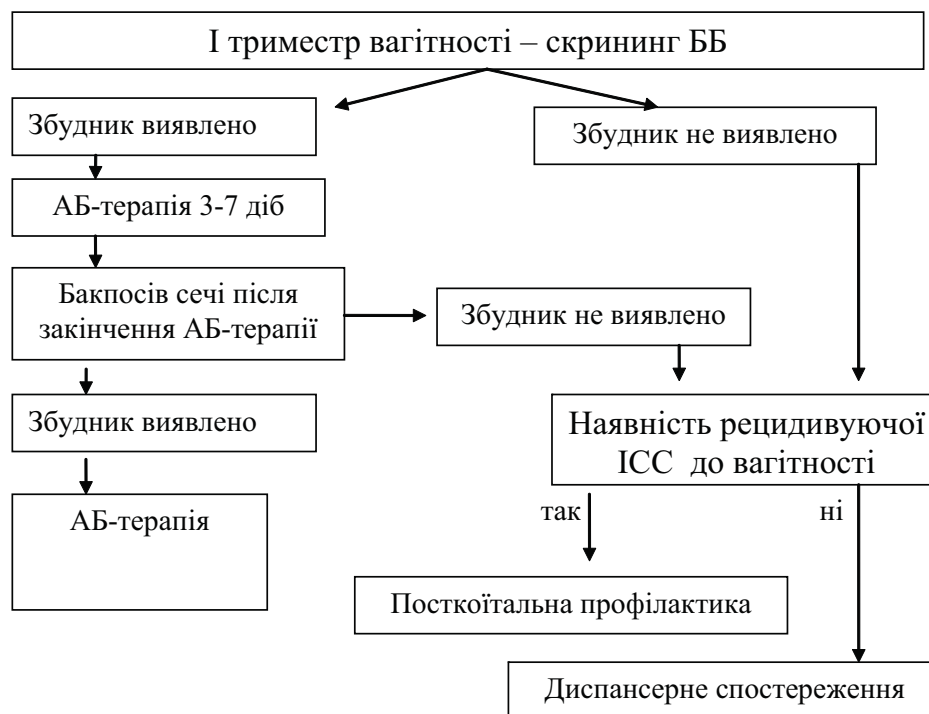 І триместр вагітності – скрининг ББ
Збудник виявлено
Збудник не виявлено
АБ-терапія 3-7 діб
Бакпосів сечі після
закінчення АБ-терапії
Збудник не виявлено
Збудник виявлено
Наявність рецидивуючої
ІСС до вагітності
АБ-терапія
так
ні
Посткоїтальна профілактика
Диспансерне спостереження